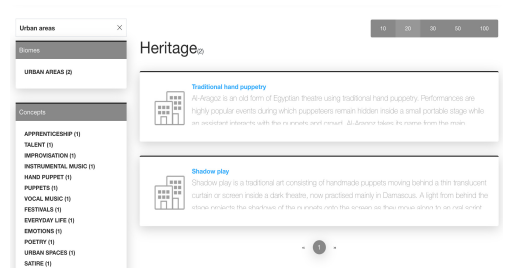 Urban areas ×
Biomes
URBAN AREAS (2)
Concepts
APPRENTICESHIP (1)
TALENT (1)
IMPROVISATION (1)
INSTRUMENTAL MUSIC (1)
HAND PUPPET (1)
PUPPETS (1)
VOCAL MUSIC (1)
FESTIVALS (1)
EVERYDAY LIFE (1)
EMOTIONS (1)
POETRY (1)
URBAN SPACES (1)
SATIRE (1)
10 20 30 50 100
Heritage(2)
Traditional hand puppetry
Al-Aragoz is an old form of Egyptian theatre using traditional hand puppetry. Performances are
highly popular events during which puppeteers remain hidden inside a small portable stage while
an assistant interacts with the puppets and crowd. Al-Aragoz takes its name from the main
Shadow play
Shadow play is a traditional art consisting of handmade puppets moving behind a thin translucent
curtain or screen inside a dark theatre, now practised mainly in Damascus. A light from behind the
stage projects the shadows of the puppets onto the screen as they move along to an oral script
« 1 »